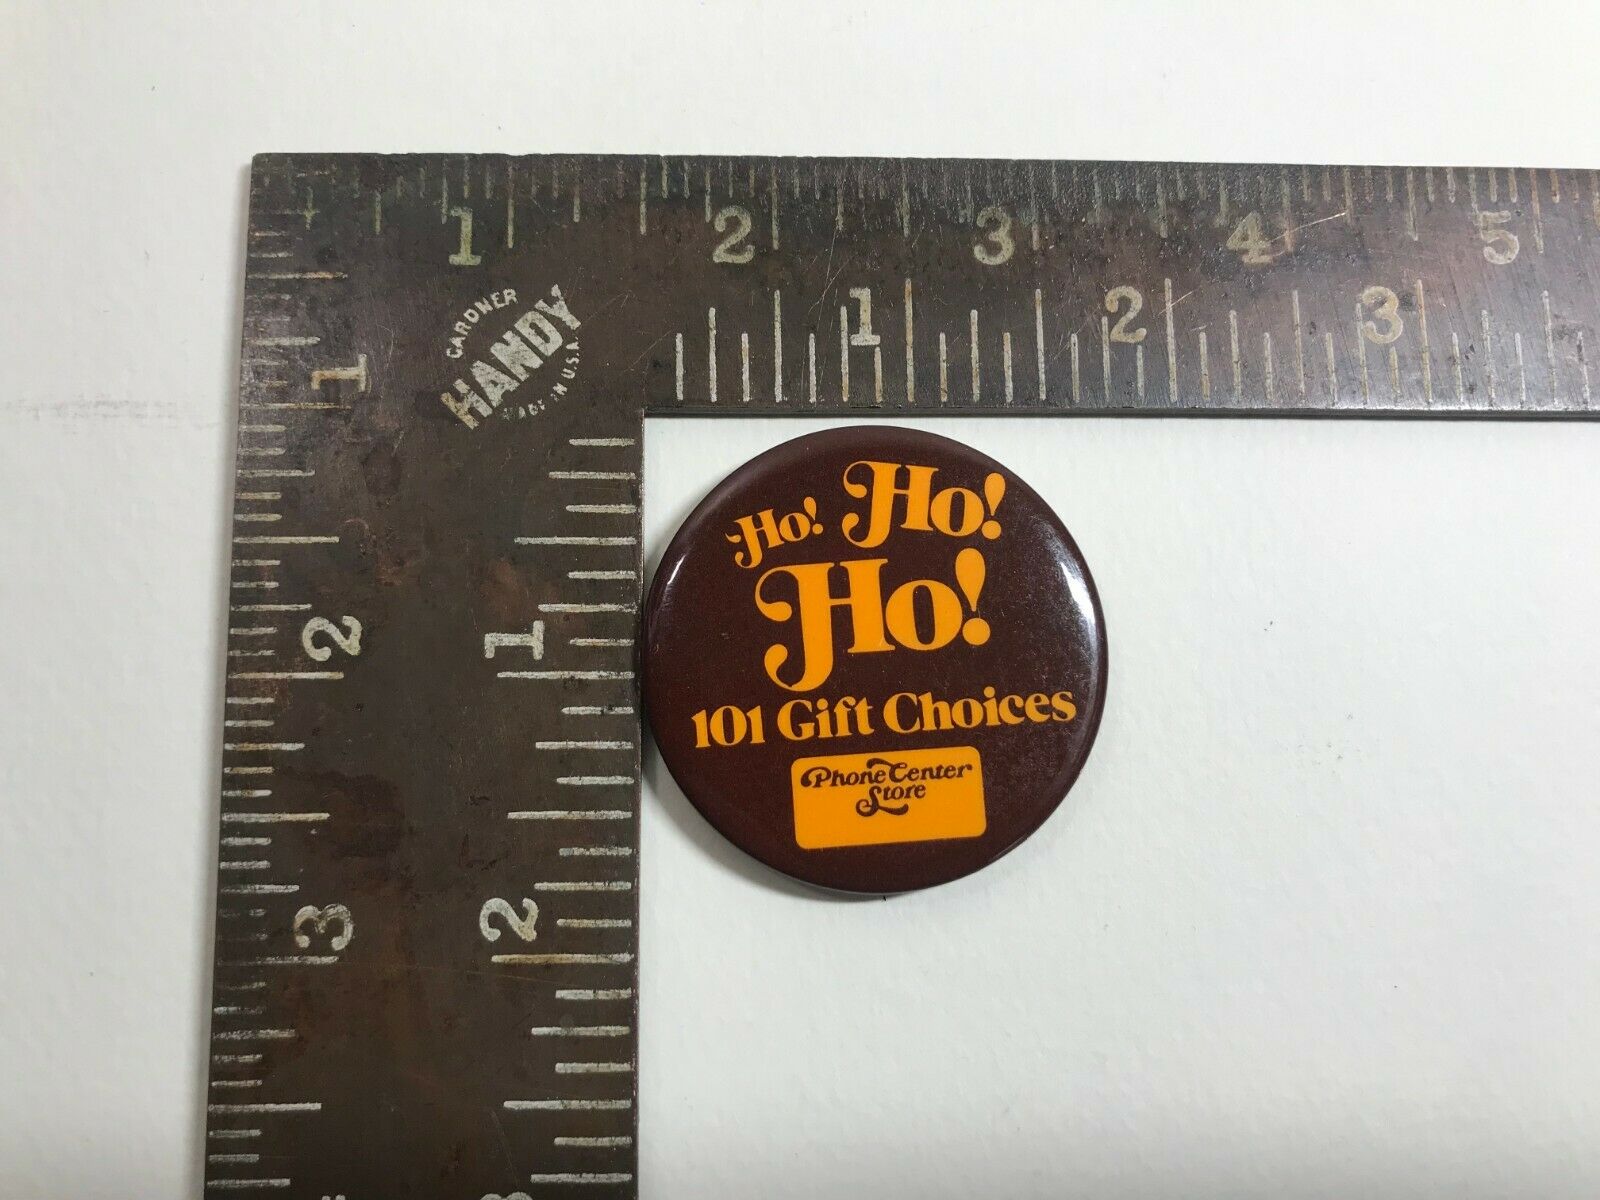 1 2 3 4 5
1 2 3
GARDNER
HANDY
MADE IN U.S.A.
1
2
3
1
2
3
Ho! Ho!
Ho!
101 Gift Choices
Phone Center
Store